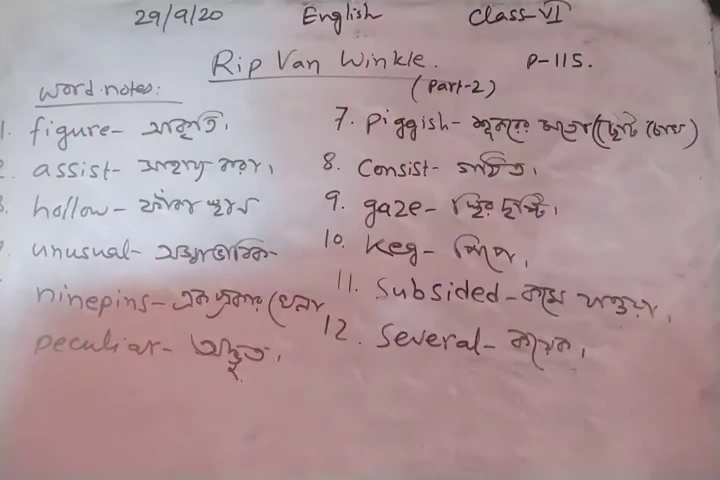 29/9/20 English Class-VI
Rip Van Winkle. P-115.
(Part-2)
Word notes:
1. figure- আকৃতি।
2. assist- সাহায্য করা।
3. hollow- ফাঁকা স্থান
unusual- অস্বাভাবিক
ninepins- একপ্রকার খেলা
peculiar- অদ্ভুত।
7. Piggish- শূকরের মতো (ছোট চোখ)
8. Consist- গঠিত।
9. gaze- স্থির দৃষ্টি।
10. Keg- পিপে।
11. Subsided- কমে যাওয়া।
12. Several- কয়েক।